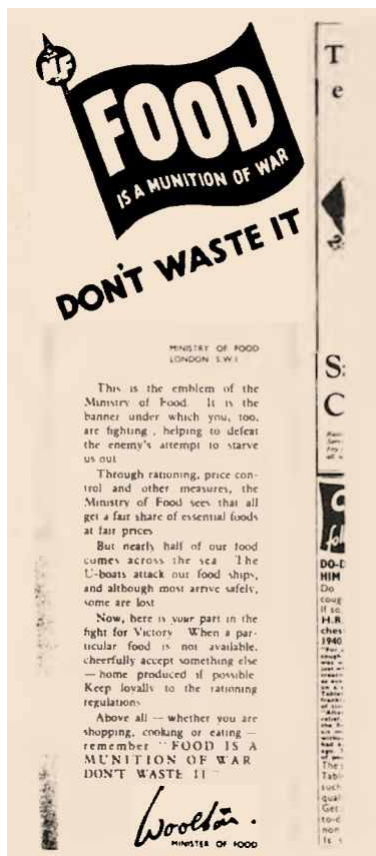 MF
FOOD
IS A MUNITION OF WAR
DON'T WASTE IT
MINISTRY OF FOOD
LONDON S.W.1
This is the emblem of the
Ministry of Food. It is the
banner under which you, too,
are fighting, helping to defeat
the enemy's attempt to starve
us out
Through rationing, price con-
trol and other measures, the
Ministry of Food sees that all
get a fair share of essential foods
at fair prices
But nearly half of our food
comes across the sea The
U-boats attack our food ships,
and although most arrive safely,
some are lost
Now, here is your part in the
fight for Victory When a par-
ticular food is not available,
cheerfully accept something else
— home produced if possible
Keep loyally to the rationing
regulations
Above all — whether you are
shopping, cooking or eating —
remember "FOOD IS A
MUNITION OF WAR
DON'T WASTE IT"
Woolton.
MINISTER OF FOOD
T
e
S
C
DO-D
HIM
Do
coug
If so
H.R.
ches
1940
The
Tabl
such
qual
Get
to-d
non